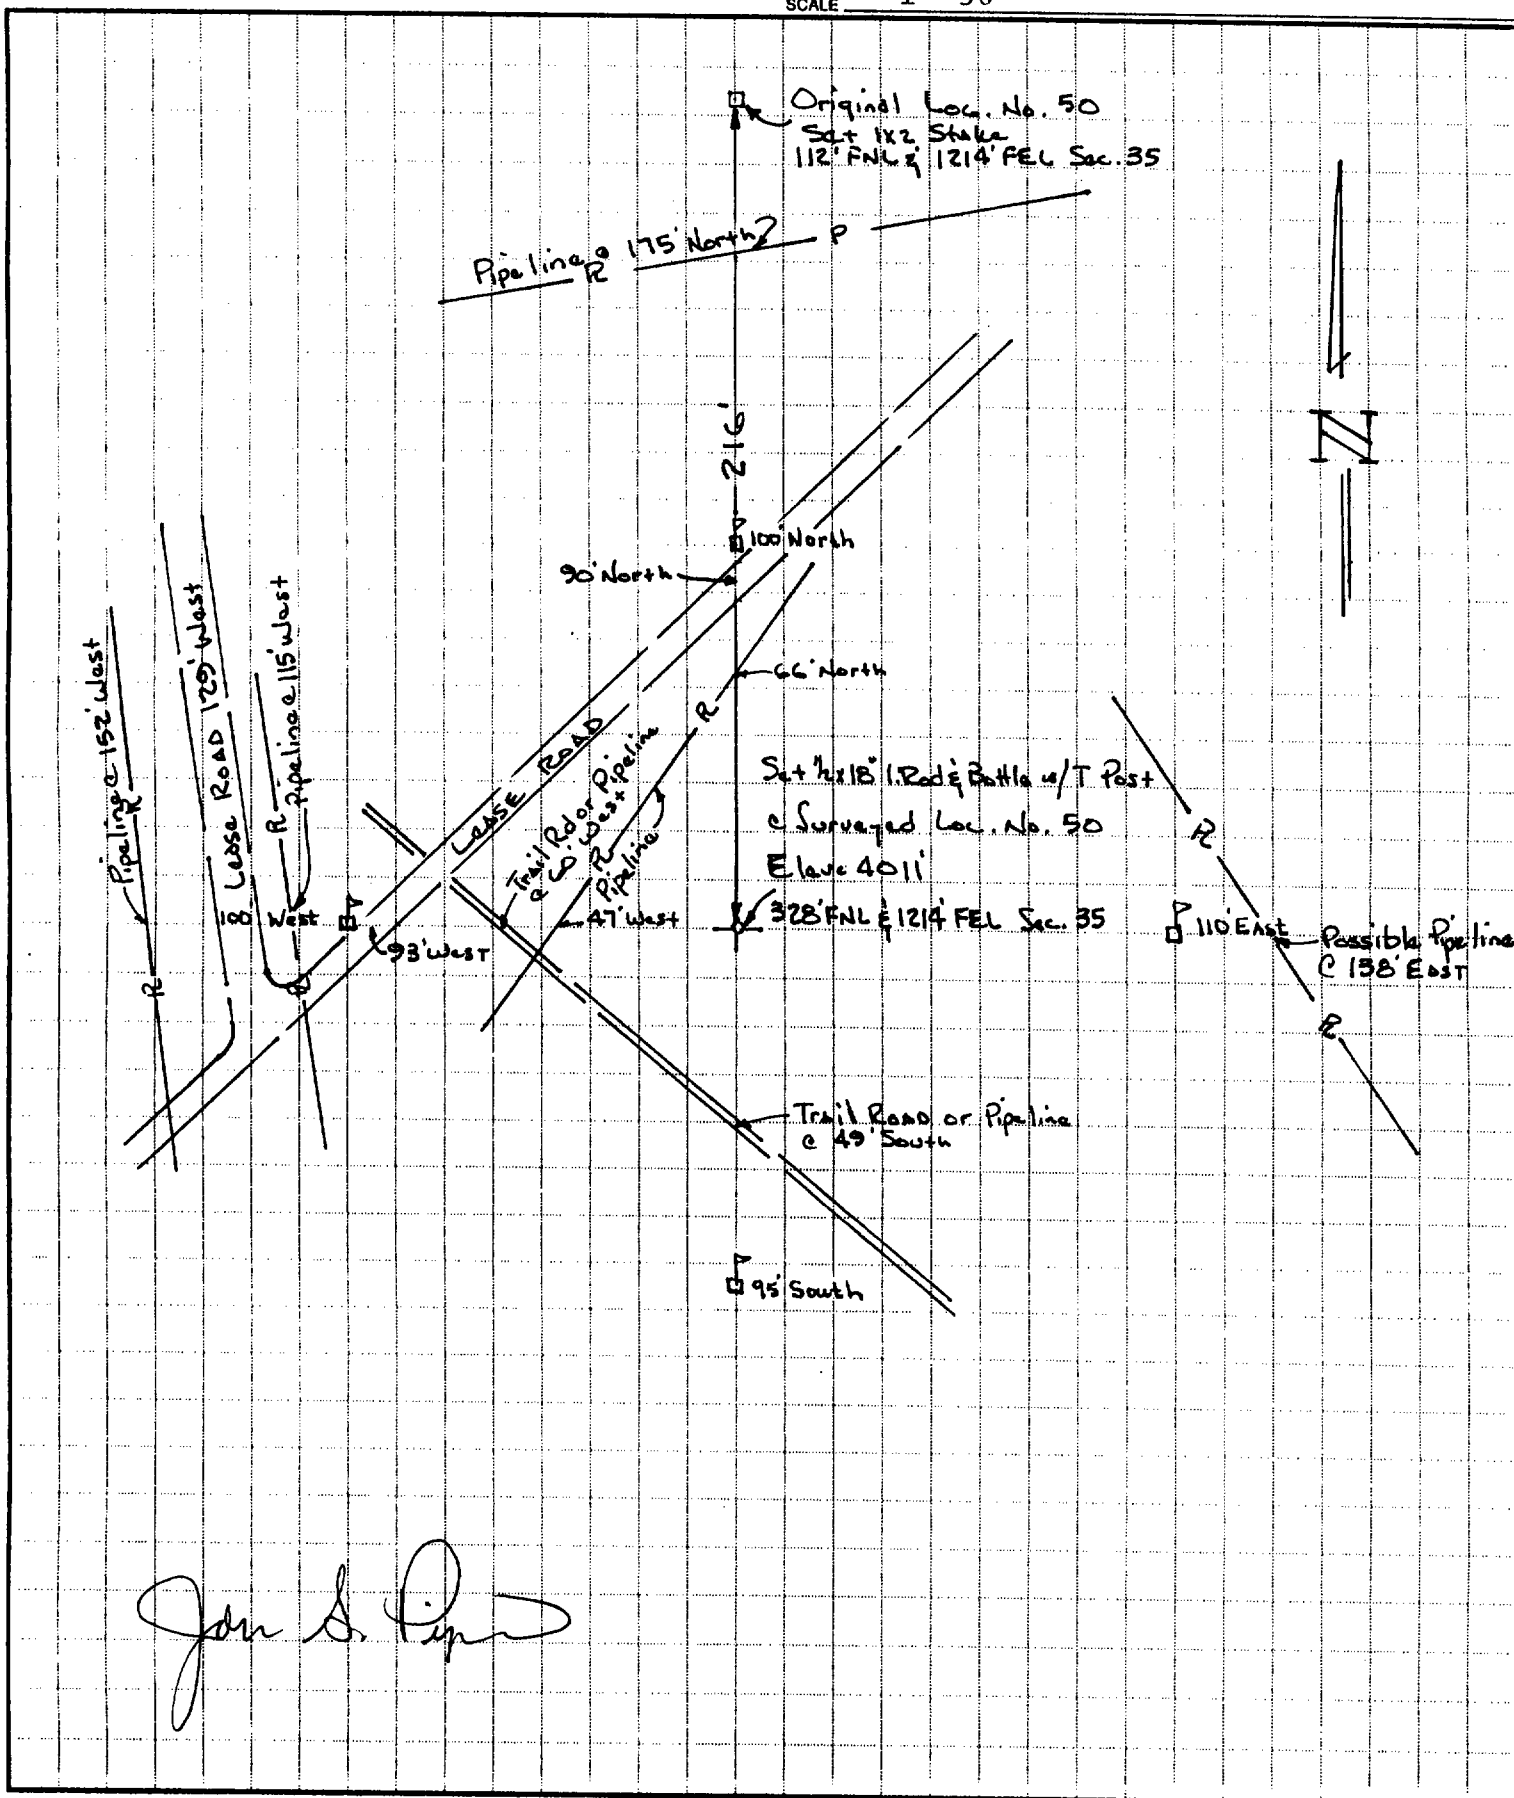 SCALE
Original Loc. No. 50
Set 1x2 Stake
112' FNL & 1214' FEL Sec. 35
Pipeline @ 175' North
P
P
216'
100' North
90' North
66' North
Pipeline @ 152' West
Lease ROAD 129' West
Pipeline @ 115' West
P
P
P
P
P
P
LEASE ROAD
Trail Rd or Pipeline
@ 60' West
Pipeline
47' West
100' West
93' West
Set ½x18" I.Rod & Bottle w/ T Post
@ Surveyed Loc. No. 50
Elev 4011'
328' FNL & 1214' FEL Sec. 35
P
P
110' East
Possible Pipeline
@ 138' EAST
N
Trail ROAD or Pipeline
@ 49' South
95' South